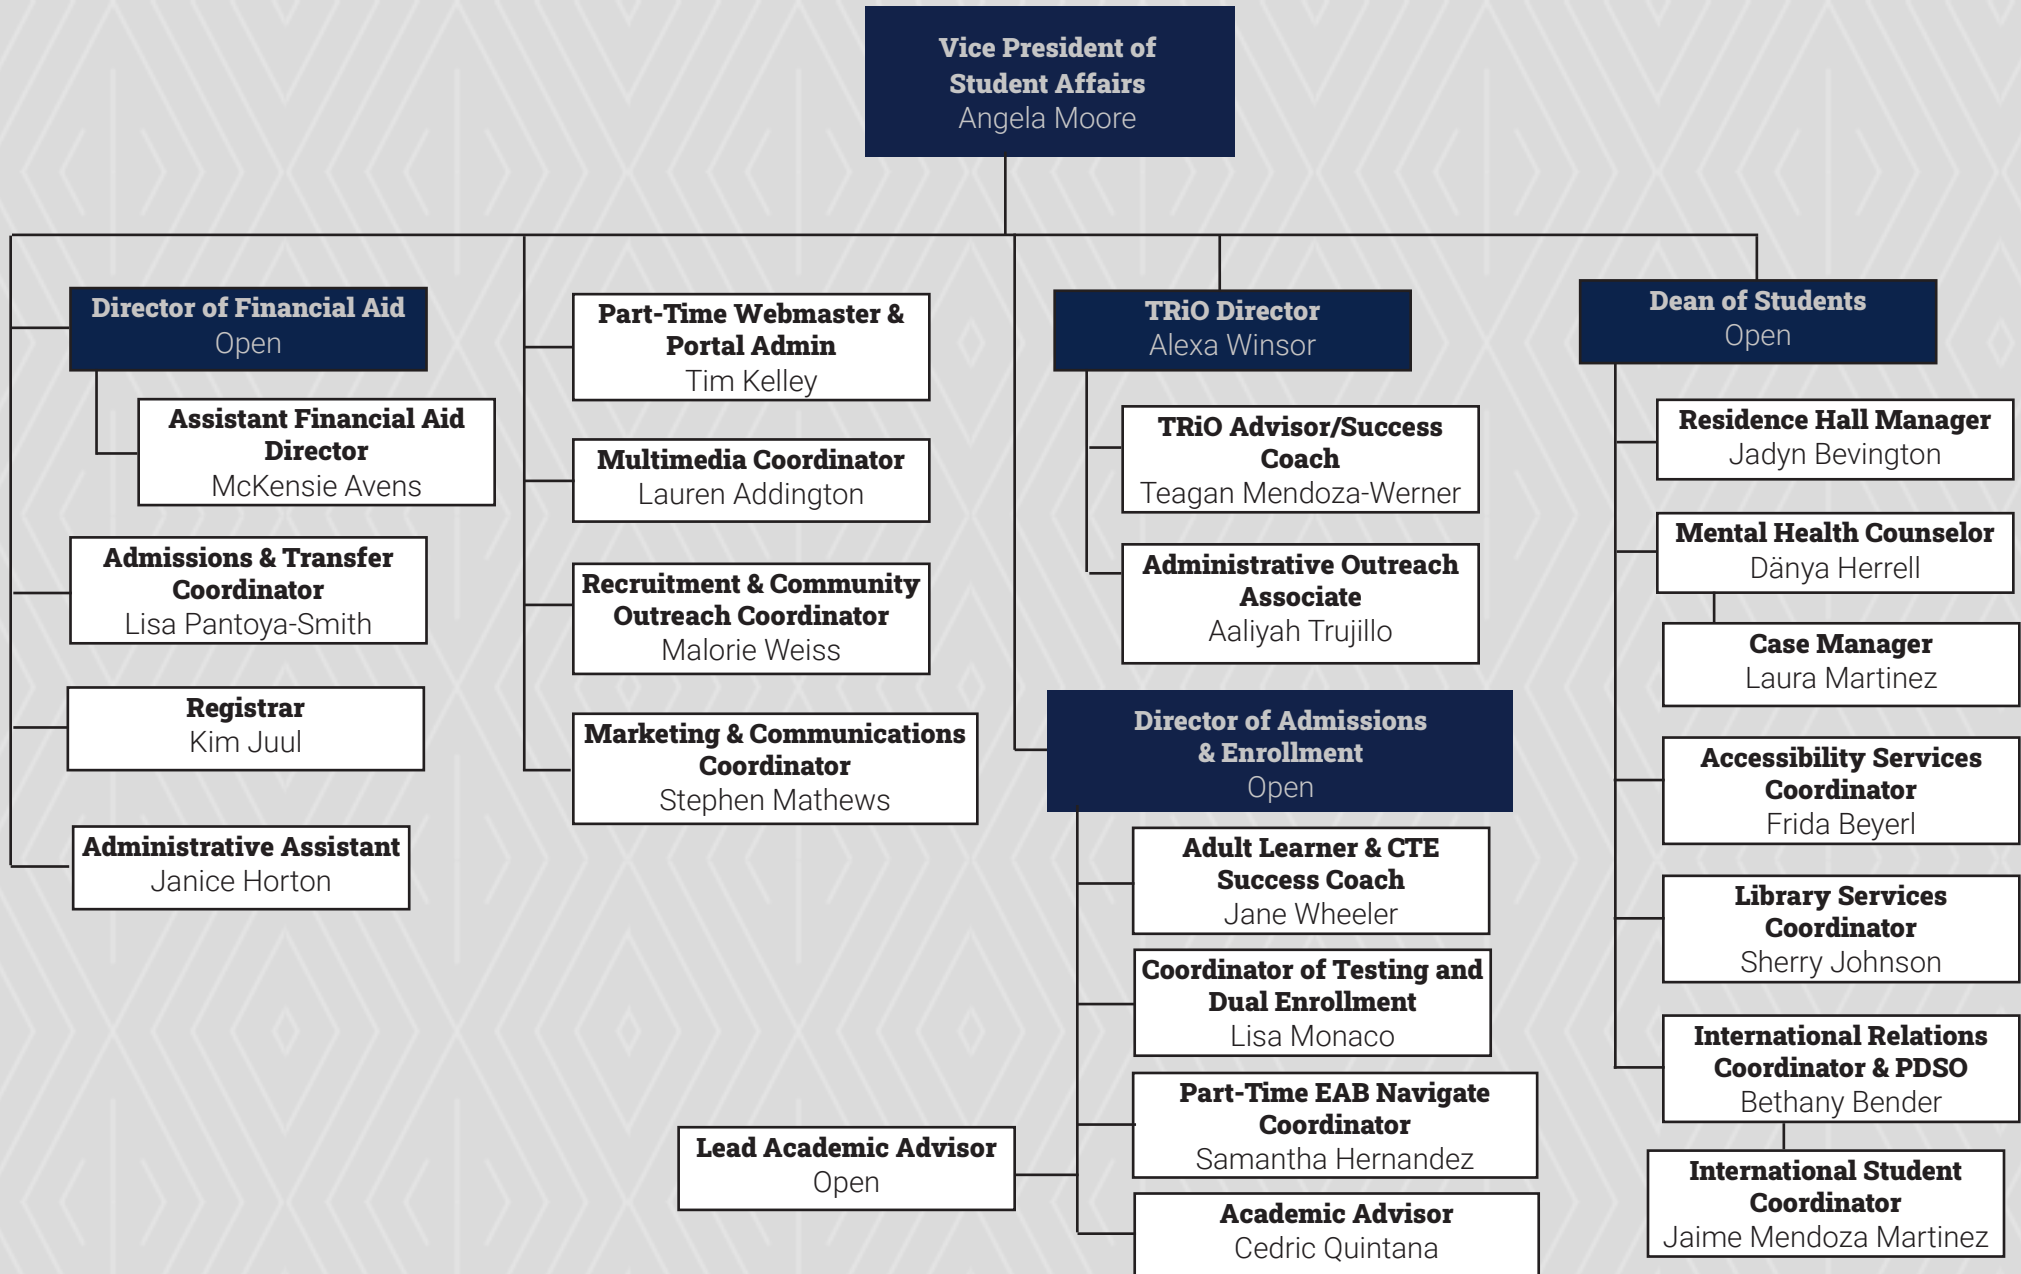 Vice President of
Student Affairs
Angela Moore
Director of Financial Aid
Open
Assistant Financial Aid
Director
McKensie Avens
Admissions & Transfer
Coordinator
Lisa Pantoya-Smith
Registrar
Kim Juul
Administrative Assistant
Janice Horton
Part-Time Webmaster &
Portal Admin
Tim Kelley
Multimedia Coordinator
Lauren Addington
Recruitment & Community
Outreach Coordinator
Malorie Weiss
Marketing & Communications
Coordinator
Stephen Mathews
TRiO Director
Alexa Winsor
TRiO Advisor/Success
Coach
Teagan Mendoza-Werner
Administrative Outreach
Associate
Aaliyah Trujillo
Director of Admissions
& Enrollment
Open
Adult Learner & CTE
Success Coach
Jane Wheeler
Coordinator of Testing and
Dual Enrollment
Lisa Monaco
Part-Time EAB Navigate
Coordinator
Samantha Hernandez
Lead Academic Advisor
Open
Academic Advisor
Cedric Quintana
Dean of Students
Open
Residence Hall Manager
Jadyn Bevington
Mental Health Counselor
Dänya Herrell
Case Manager
Laura Martinez
Accessibility Services
Coordinator
Frida Beyerl
Library Services
Coordinator
Sherry Johnson
International Relations
Coordinator & PDSO
Bethany Bender
International Student
Coordinator
Jaime Mendoza Martinez